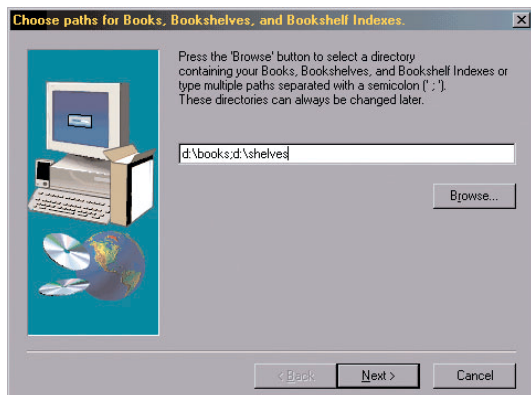 Choose paths for Books, Bookshelves, and Bookshelf Indexes.
Press the 'Browse' button to select a directory
containing your Books, Bookshelves, and Bookshelf Indexes or
type multiple paths separated with a semicolon (' ; ').
These directories can always be changed later.
d:\books;d:\shelves
Browse...
< Back
Next >
Cancel